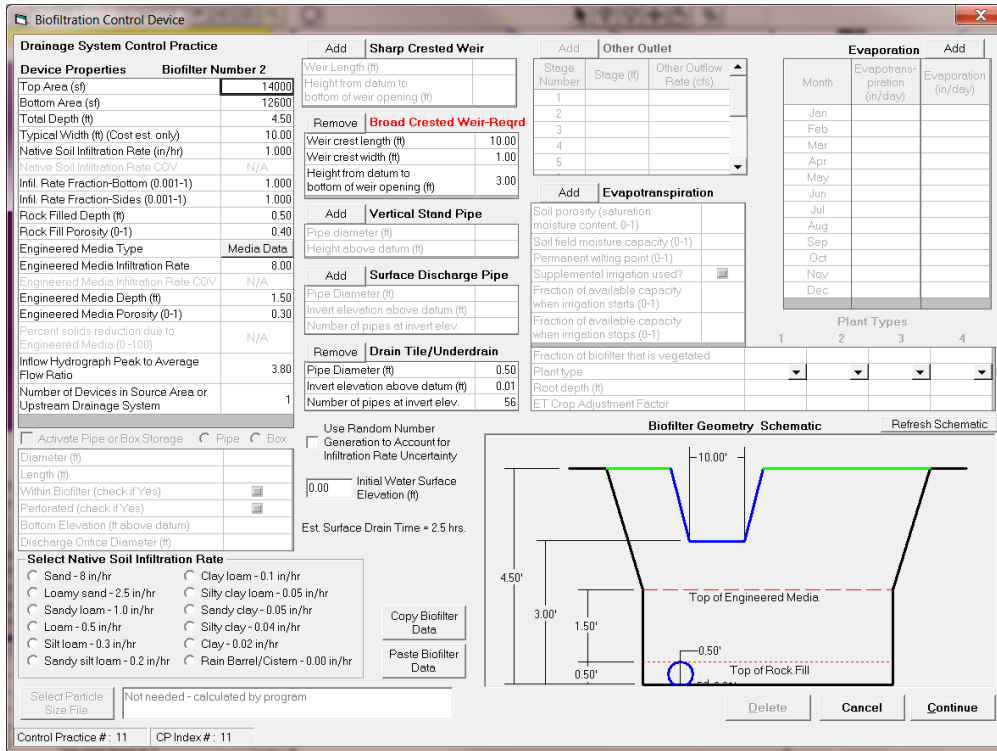 Biofiltration Control Device
Drainage System Control Practice
Device Properties Biofilter Number 2
Top Area (sf) 14000
Bottom Area (sf) 12600
Total Depth (ft) 4.50
Typical Width (ft) (Cost est. only) 10.00
Native Soil Infiltration Rate (in/hr) 1.000
Native Soil Infiltration Rate COV N/A
Infil. Rate Fraction-Bottom (0.001-1) 1.000
Infil. Rate Fraction-Sides (0.001-1) 1.000
Rock Filled Depth (ft) 0.50
Rock Fill Porosity (0-1) 0.40
Engineered Media Type Media Data
Engineered Media Infiltration Rate 8.00
Engineered Media Infiltration Rate COV N/A
Engineered Media Depth (ft) 1.50
Engineered Media Porosity (0-1) 0.30
Percent solids reduction due to
Engineered Media (0 -100) N/A
Inflow Hydrograph Peak to Average
Flow Ratio 3.80
Number of Devices in Source Area or
Upstream Drainage System 1
Activate Pipe or Box Storage Pipe Box
Diameter (ft)
Length (ft)
Within Biofilter (check if Yes)
Perforated (check if Yes)
Bottom Elevation (ft above datum)
Discharge Orifice Diameter (ft)
Select Native Soil Infiltration Rate
Sand - 8 in/hr Clay loam - 0.1 in/hr
Loamy sand - 2.5 in/hr Silty clay loam - 0.05 in/hr
Sandy loam - 1.0 in/hr Sandy clay - 0.05 in/hr
Loam - 0.5 in/hr Silty clay - 0.04 in/hr
Silt loam - 0.3 in/hr Clay - 0.02 in/hr
Sandy silt loam - 0.2 in/hr Rain Barrel/Cistern - 0.00 in/hr
Select Particle
Size File
Not needed - calculated by program
Control Practice #: 11 CP Index #: 11
Add Sharp Crested Weir
Weir Length (ft)
Height from datum to
bottom of weir opening (ft)
Remove Broad Crested Weir-Reqrd
Weir crest length (ft) 10.00
Weir crest width (ft) 1.00
Height from datum to
bottom of weir opening (ft) 3.00
Add Vertical Stand Pipe
Pipe diameter (ft)
Height above datum (ft)
Add Surface Discharge Pipe
Pipe Diameter (ft)
Invert elevation above datum (ft)
Number of pipes at invert elev.
Remove Drain Tile/Underdrain
Pipe Diameter (ft) 0.50
Invert elevation above datum (ft) 0.01
Number of pipes at invert elev. 56
Use Random Number
Generation to Account for
Infiltration Rate Uncertainty
0.00 Initial Water Surface
Elevation (ft)
Est. Surface Drain Time = 2.5 hrs.
Copy Biofilter
Data
Paste Biofilter
Data
Add Other Outlet
Stage
Number Stage (ft) Other Outflow
Rate (cfs)
1
2
3
4
5
Add Evapotranspiration
Soil porosity (saturation
moisture content, 0-1)
Soil field moisture capacity (0-1)
Permanent wilting point (0-1)
Supplemental irrigation used?
Fraction of available capacity
when irrigation starts (0-1)
Fraction of available capacity
when irrigation stops (0-1)
Fraction of biofilter that is vegetated
Plant type
Root depth (ft)
ET Crop Adjustment Factor
Evaporation Add
Month Evapotrans-
piration
(in/day) Evaporation
(in/day)
Jan
Feb
Mar
Apr
May
Jun
Jul
Aug
Sep
Oct
Nov
Dec
Plant Types
1 2 3 4
Biofilter Geometry Schematic Refresh Schematic
10.00'
4.50'
3.00'
Top of Engineered Media
1.50'
0.50'
Top of Rock Fill
0.50'
Delete Cancel Continue